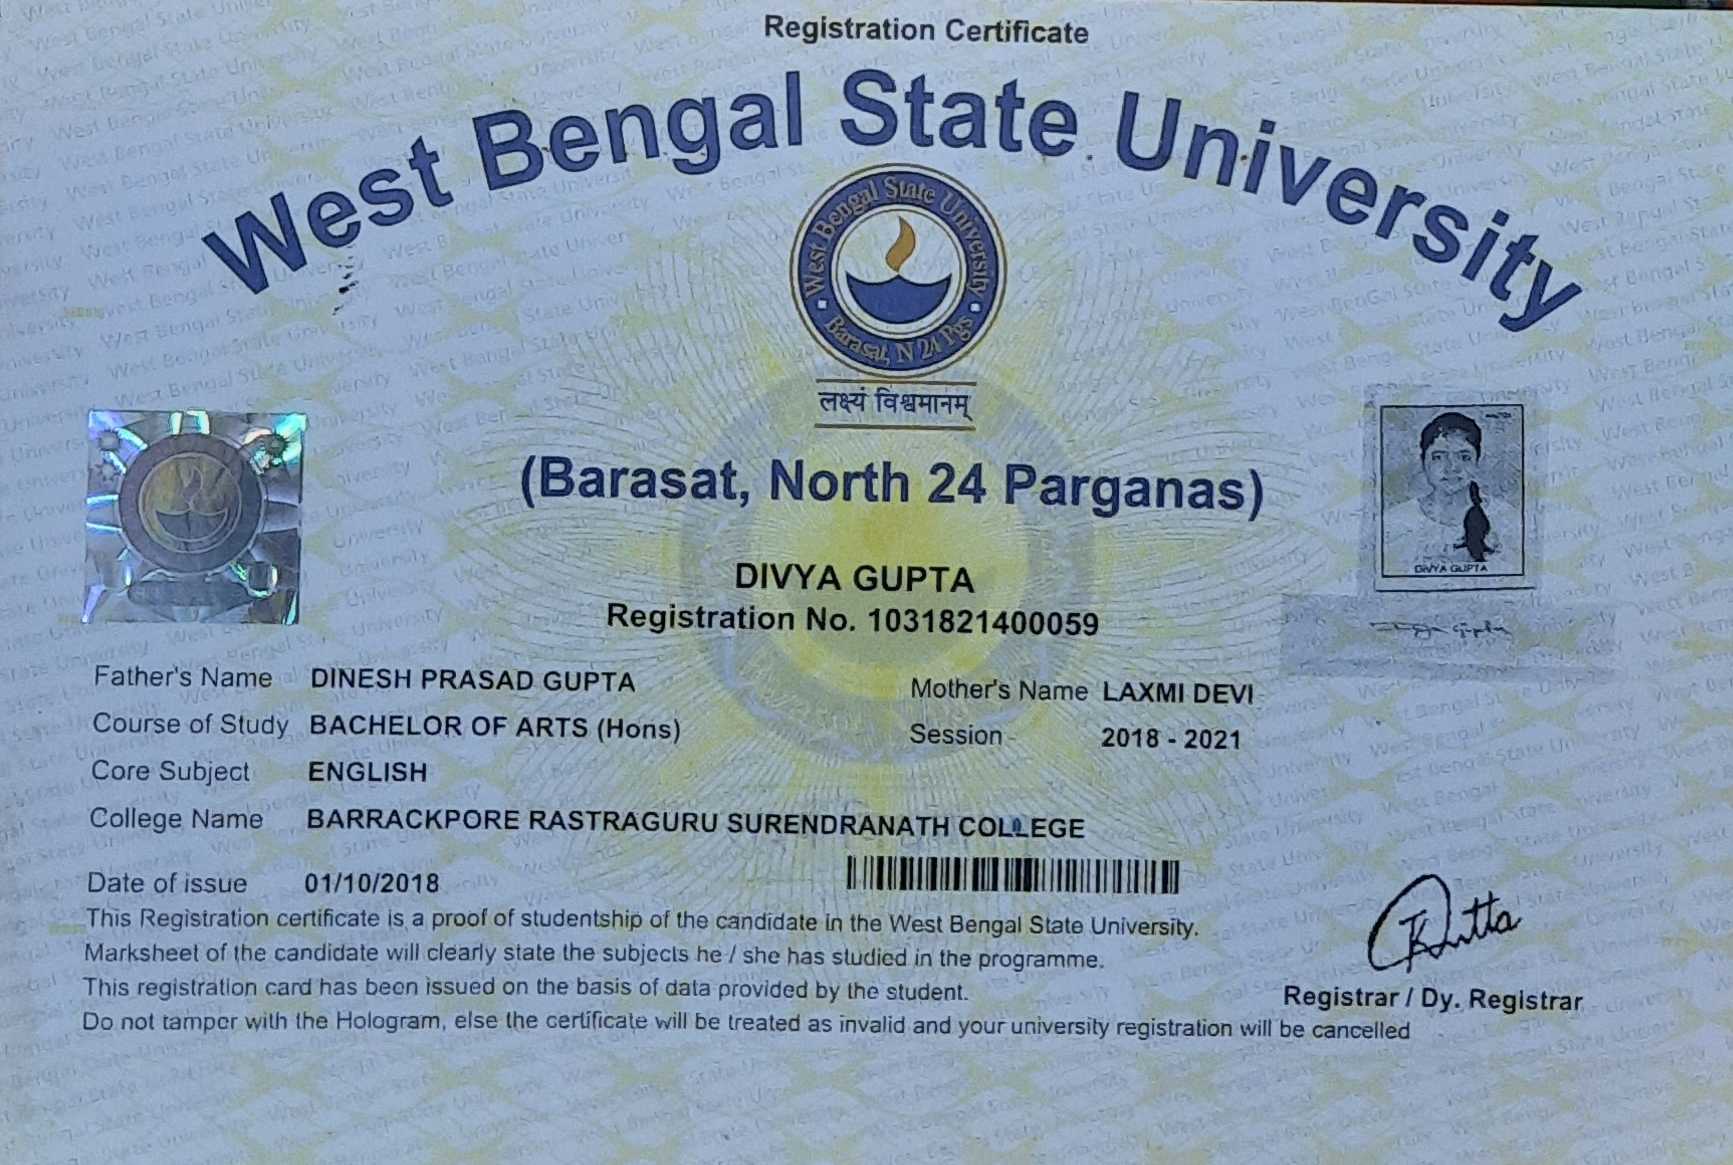 Registration Certificate
West Bengal State University
West Bengal State University
Barasat, N 24 Pgs
लक्ष्यं विश्वमानम्
(Barasat, North 24 Parganas)
DIVYA GUPTA
DIVYA GUPTA
Registration No. 1031821400059
Father's Name DINESH PRASAD GUPTA
Mother's Name LAXMI DEVI
Course of Study BACHELOR OF ARTS (Hons)
Session 2018 - 2021
Core Subject ENGLISH
College Name BARRACKPORE RASTRAGURU SURENDRANATH COLLEGE
Date of issue 01/10/2018
This Registration certificate is a proof of studentship of the candidate in the West Bengal State University.
Marksheet of the candidate will clearly state the subjects he / she has studied in the programme.
This registration card has been issued on the basis of data provided by the student.
Do not tamper with the Hologram, else the certificate will be treated as invalid and your university registration will be cancelled
Registrar / Dy. Registrar